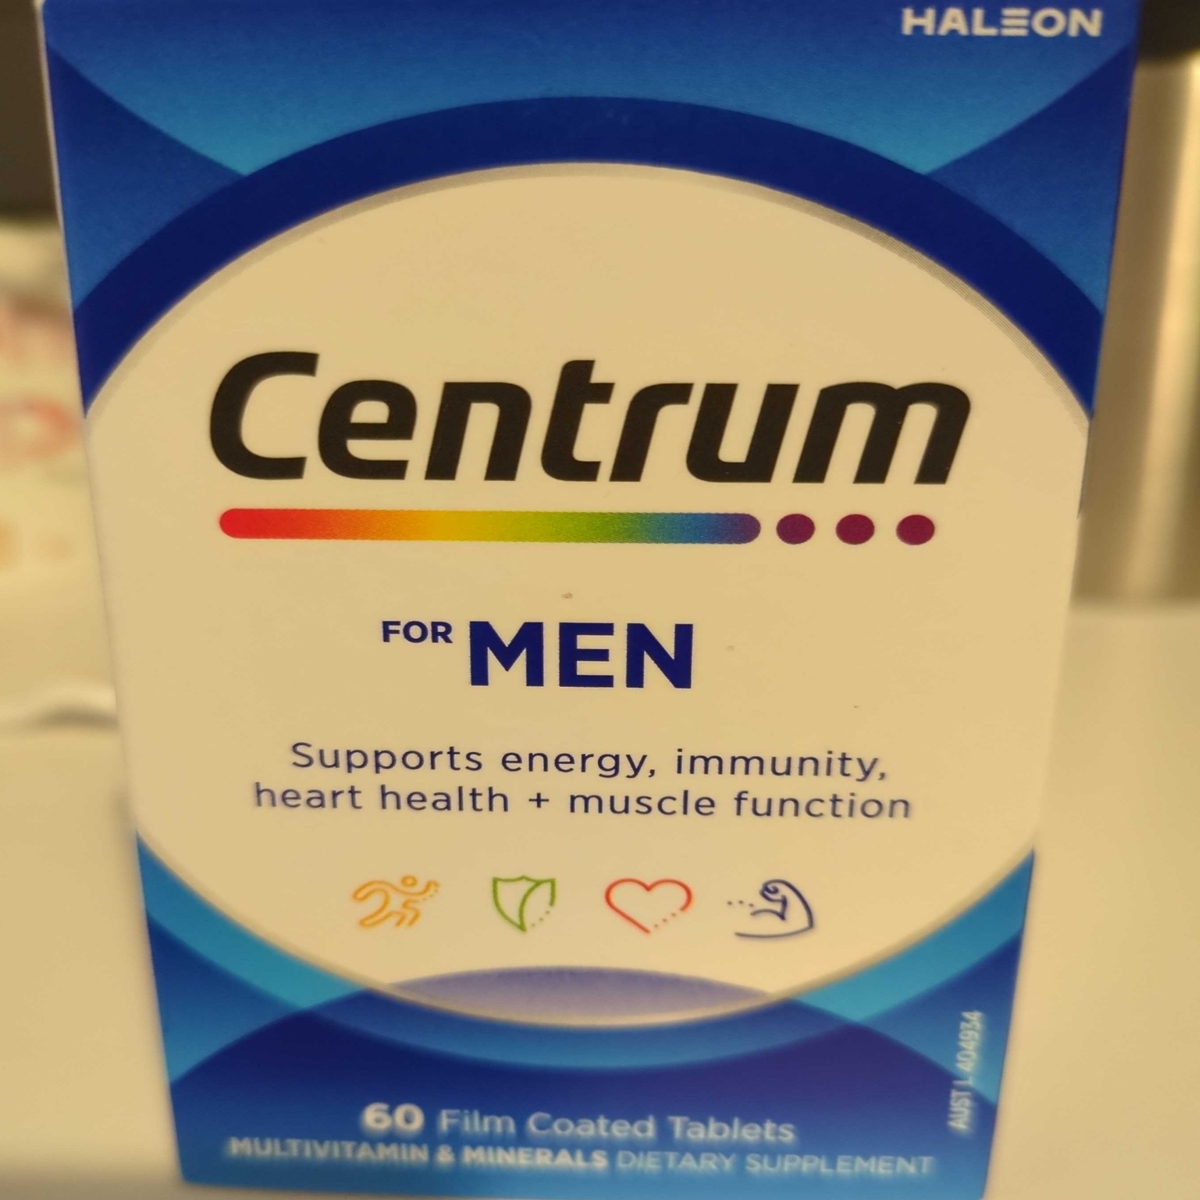 HALEON
Centrum
FOR MEN
Supports energy, immunity,
heart health + muscle function
AUST L 404934
60 Film Coated Tablets
MULTIVITAMIN & MINERALS DIETARY SUPPLEMENT